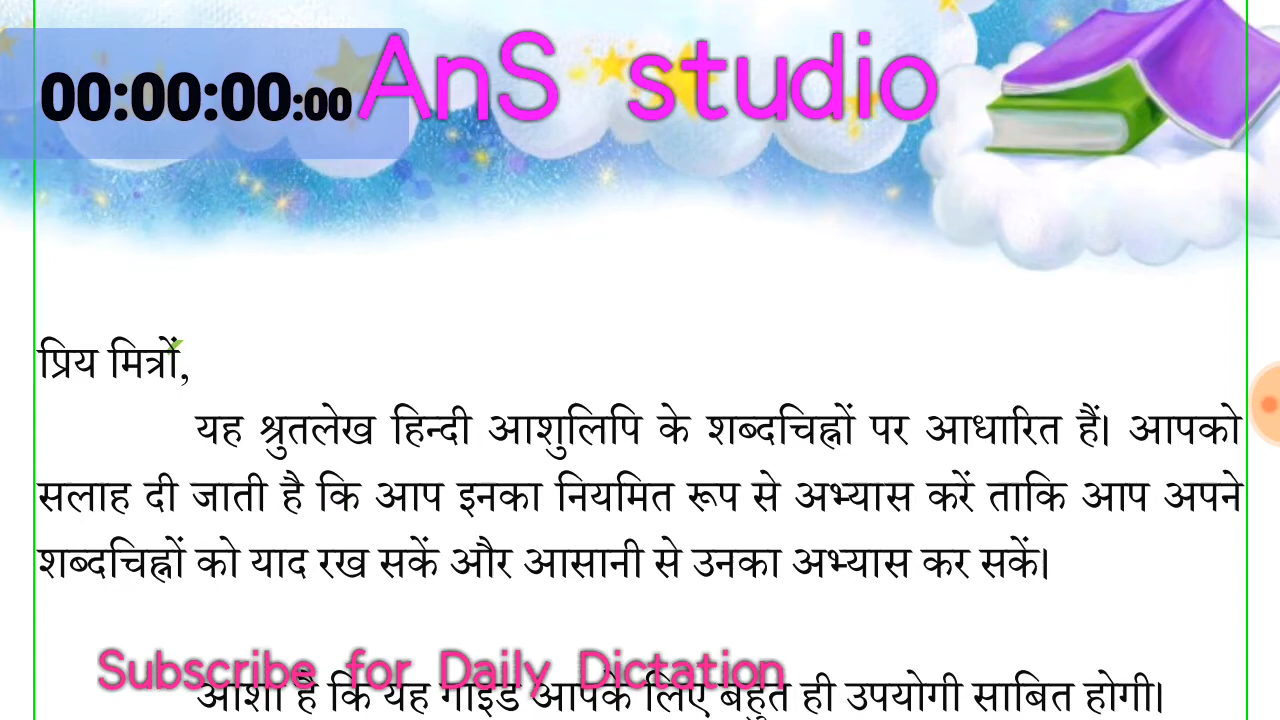 00:00:00:00 AnS studio
प्रिय मित्रों,
यह श्रुतलेख हिन्दी आशुलिपि के शब्दचिह्नों पर आधारित हैं। आपको
सलाह दी जाती है कि आप इनका नियमित रूप से अभ्यास करें ताकि आप अपने
शब्दचिह्नों को याद रख सकें और आसानी से उनका अभ्यास कर सकें।
Subscribe for Daily Dictation
आशा है कि यह गाइड आपके लिए बहुत ही उपयोगी साबित होगी।